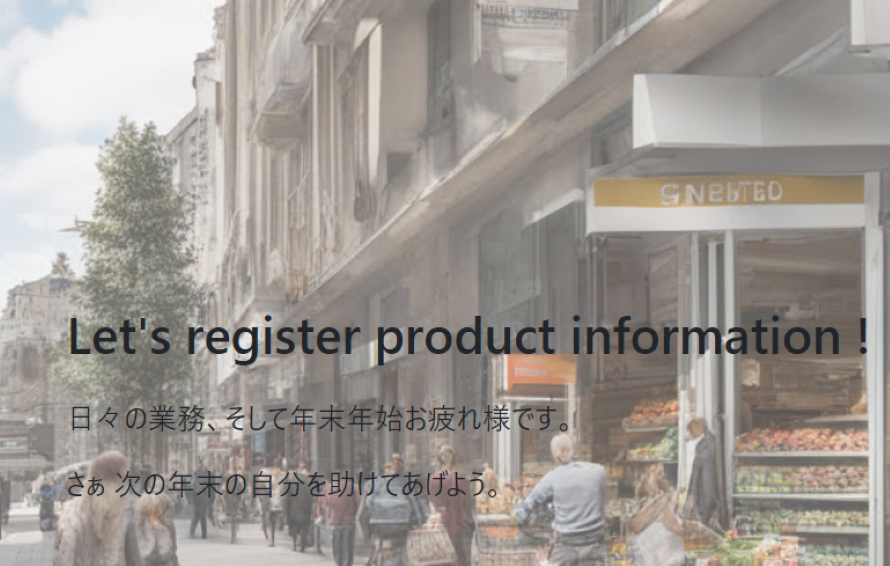 Let's register product information !
日々の業務、そして年末年始お疲れ様です。
さぁ 次の年末の自分を助けてあげよう。